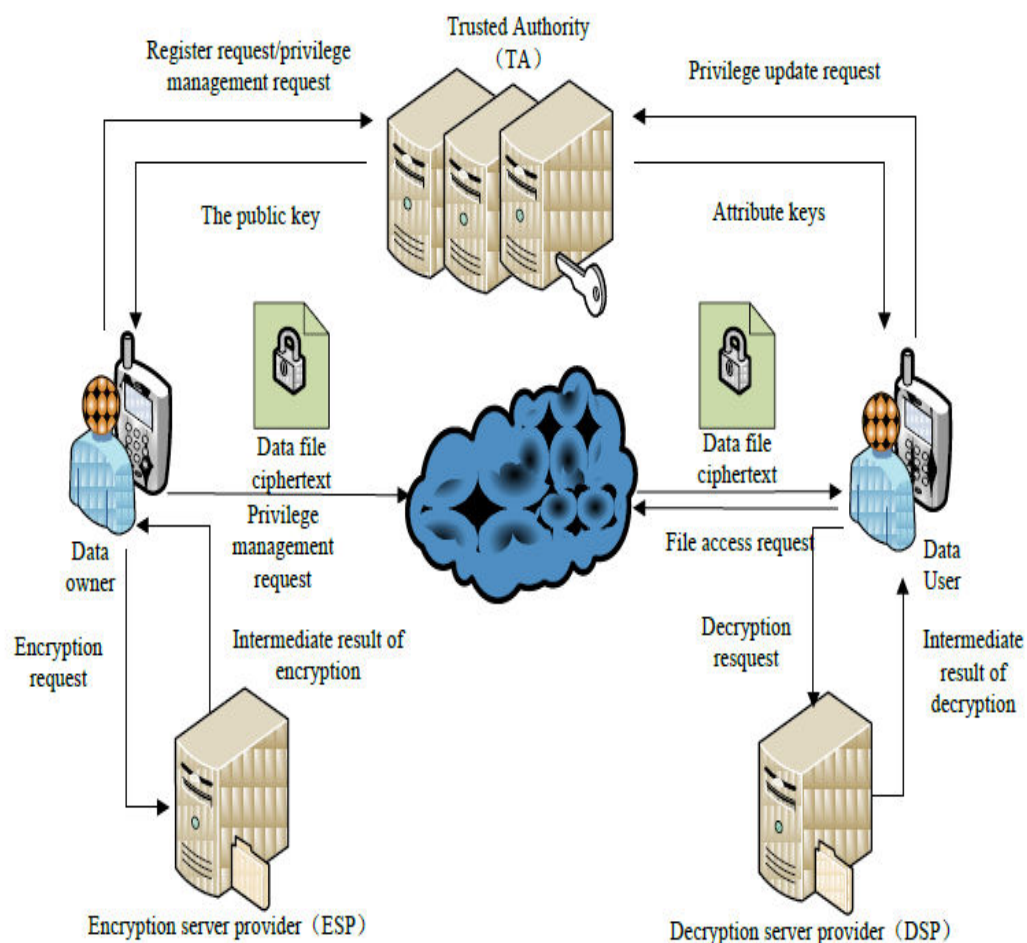 Trusted Authority
（TA）
Register request/privilege
management request
Privilege update request
The public key
Attribute keys
Data file
ciphertext
Data file
ciphertext
Privilege
management
request
File access request
Data
owner
Data
User
Encryption
request
Intermediate result of
encryption
Decryption
resquest
Intermediate
result of
decryption
Encryption server provider（ESP）
Decryption server provider（DSP）